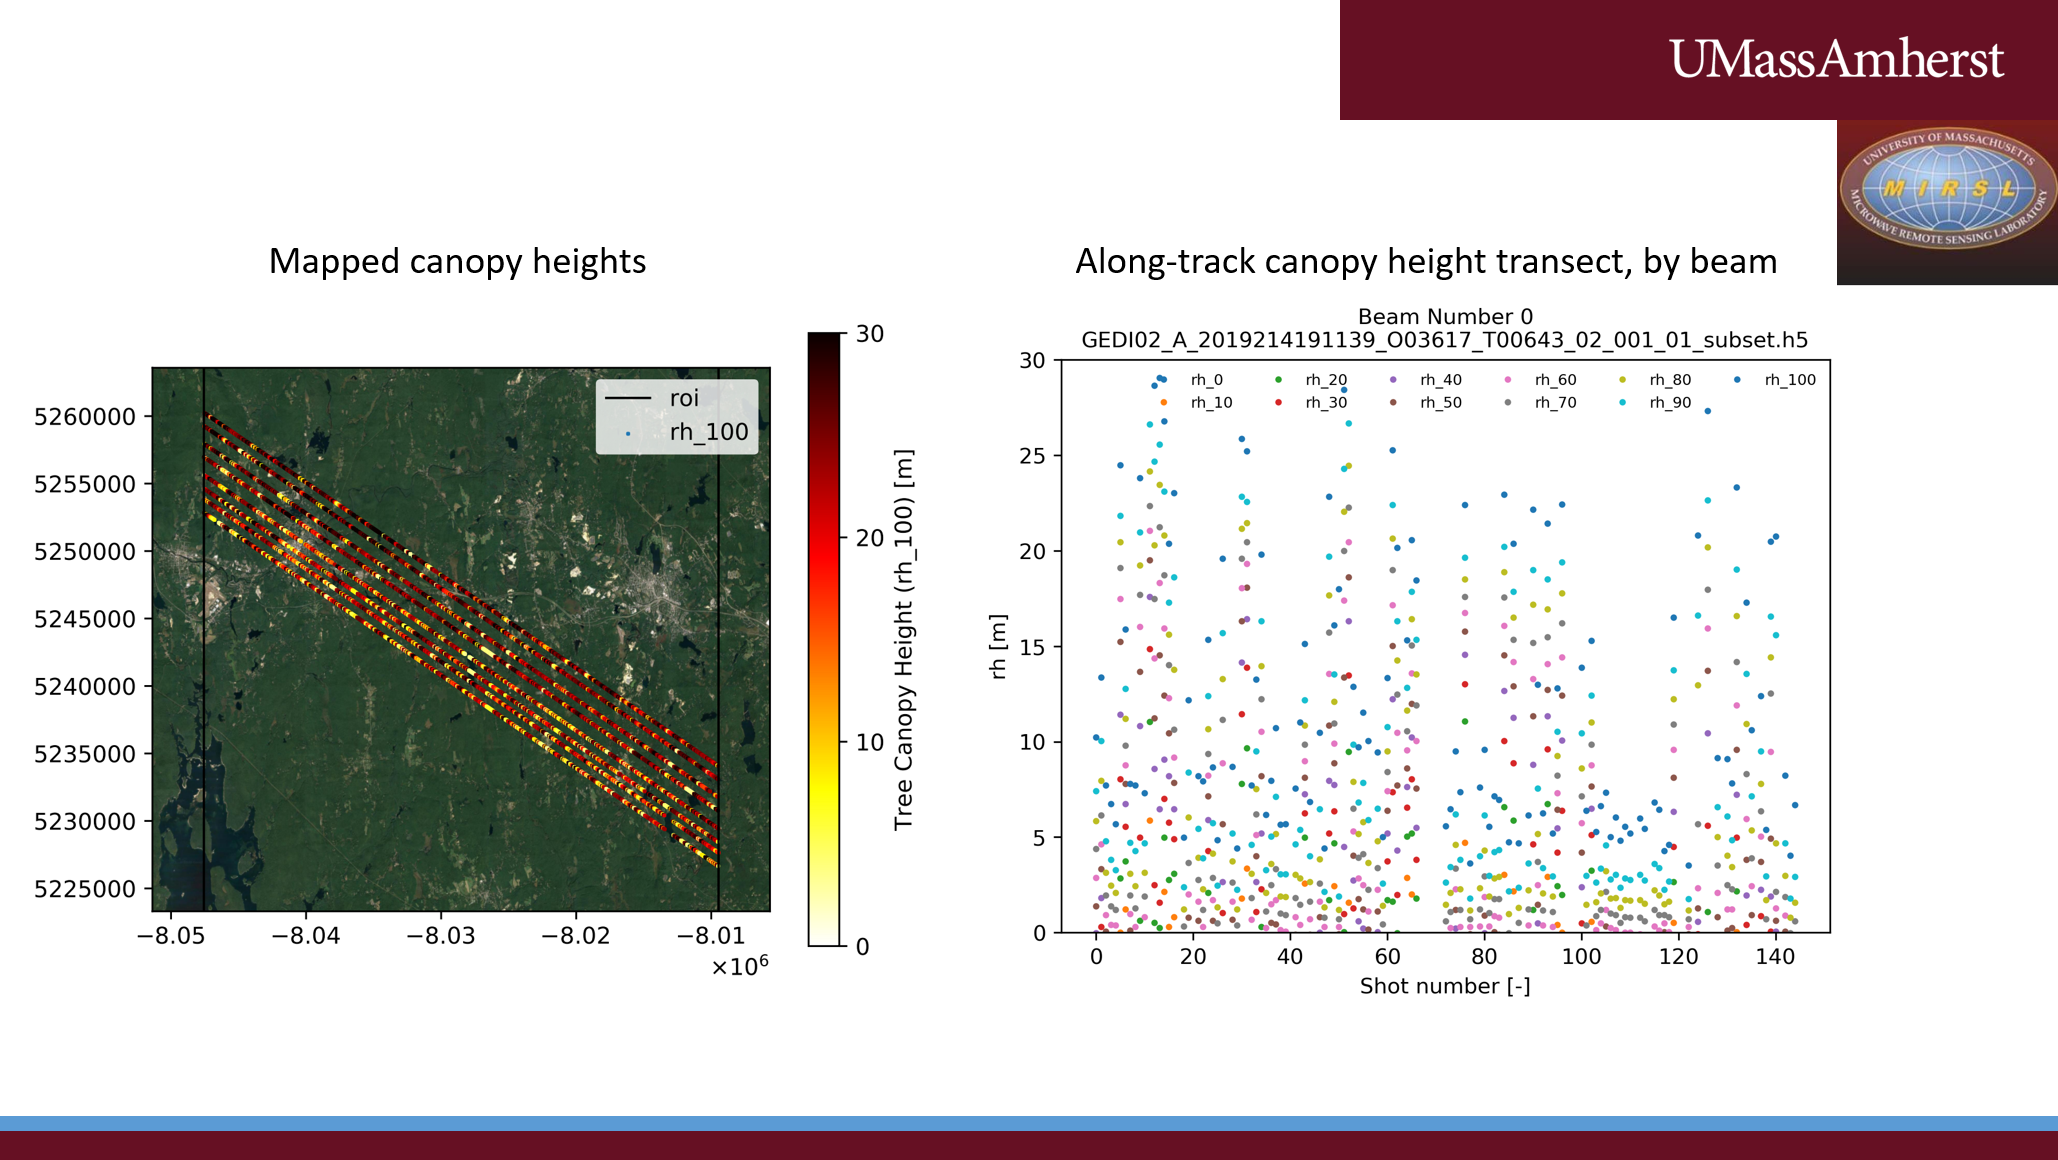 UMassAmherst
UNIVERSITY OF MASSACHUSETTS
MIRSL
MICROWAVE REMOTE SENSING LABORATORY
Mapped canopy heights
Along-track canopy height transect, by beam
roi
rh_100
5260000
5255000
5250000
5245000
5240000
5235000
5230000
5225000
−8.05 −8.04 −8.03 −8.02 −8.01
×10⁶
30
20
10
0
Tree Canopy Height (rh_100) [m]
Beam Number 0
GEDI02_A_2019214191139_O03617_T00643_02_001_01_subset.h5
rh_0 rh_20 rh_40 rh_60 rh_80 rh_100
rh_10 rh_30 rh_50 rh_70 rh_90
30
25
20
15
10
5
0
rh [m]
0 20 40 60 80 100 120 140
Shot number [-]